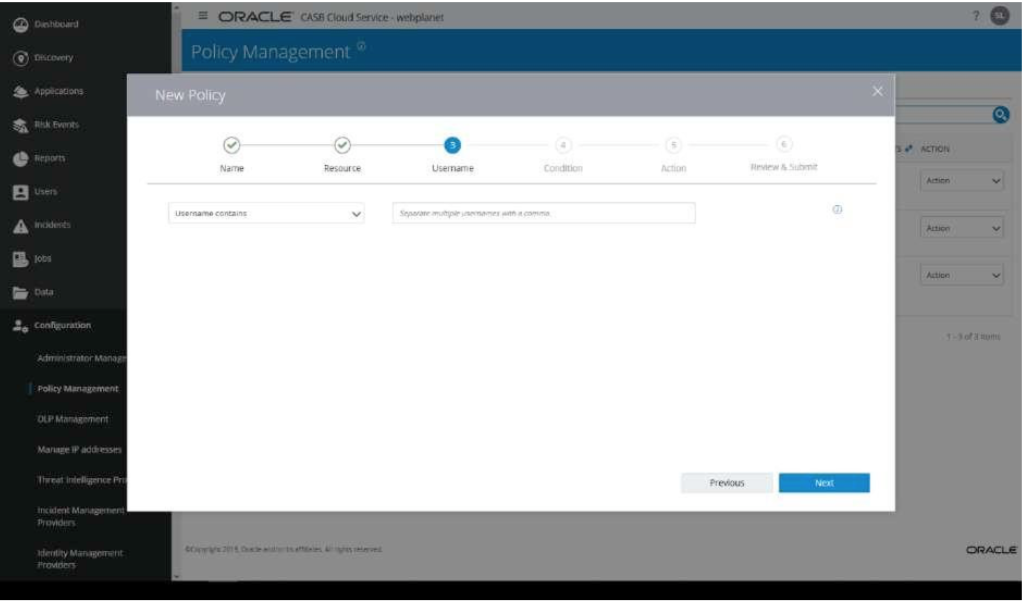 Dashboard
Discovery
Applications
Risk Events
Reports
Users
Incidents
Jobs
Data
Configuration
Administrator Manage
Policy Management
DLP Management
Manage IP addresses
Threat Intelligence Pro
Incident Management
Providers
Identity Management
Providers
ORACLE CASB Cloud Service - webplanet
? SL
Policy Management
New Policy
3
4
5
6
Name
Resource
Username
Condition
Action
Review & Submit
Username contains
Separate multiple usernames with a comma.
Previous
Next
ACTION
Action
Action
Action
1 - 3 of 3 items
©Copyright 2019, Oracle and/or its affiliates. All rights reserved.
ORACLE